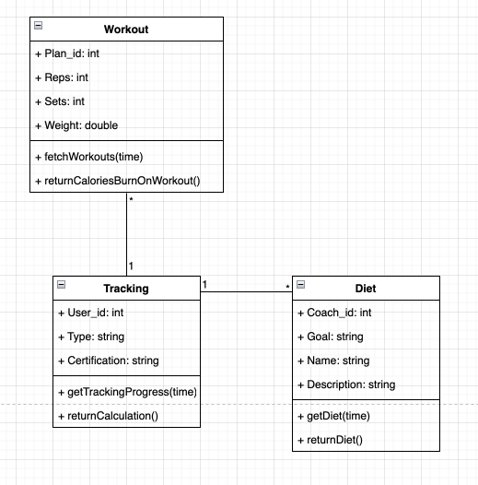 Workout
+ Plan_id: int
+ Reps: int
+ Sets: int
+ Weight: double
+ fetchWorkouts(time)
+ returnCaloriesBurnOnWorkout()
*
1
Tracking
+ User_id: int
+ Type: string
+ Certification: string
+ getTrackingProgress(time)
+ returnCalculation()
1
*
Diet
+ Coach_id: int
+ Goal: string
+ Name: string
+ Description: string
+ getDiet(time)
+ returnDiet()